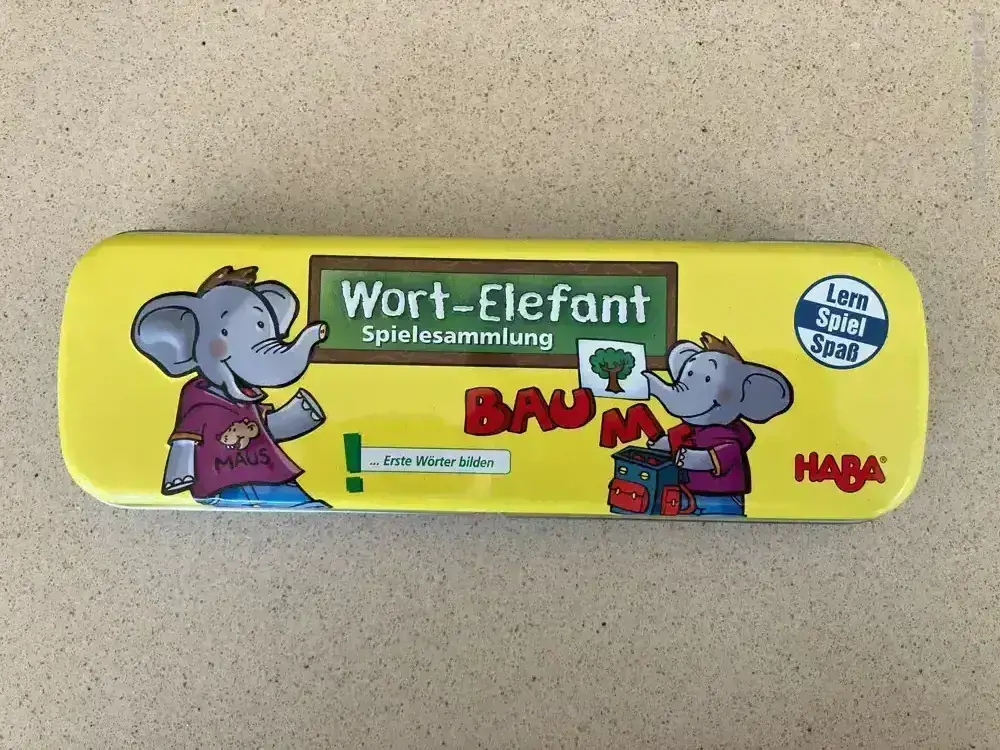 Wort-Elefant
Spielesammlung
Lern
Spiel
Spaß
BAUM
MAUS
! ... Erste Wörter bilden
HABA®